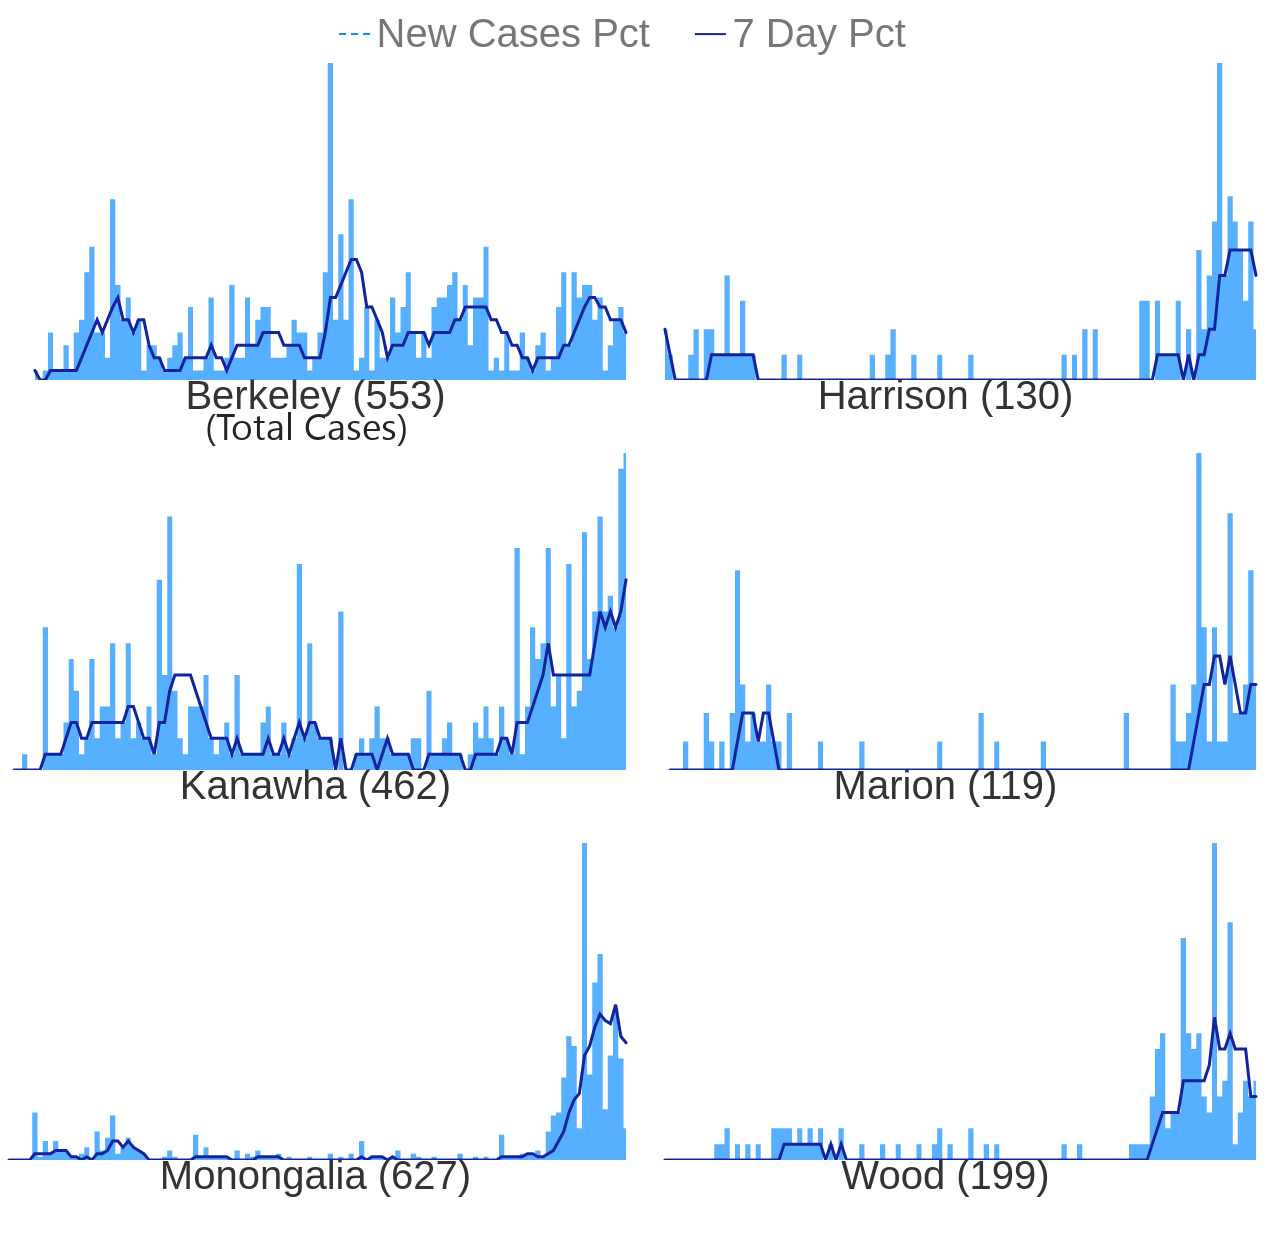 New Cases Pct 7 Day Pct
Berkeley (553)
(Total Cases)
Harrison (130)
Kanawha (462)
Marion (119)
Monongalia (627)
Wood (199)